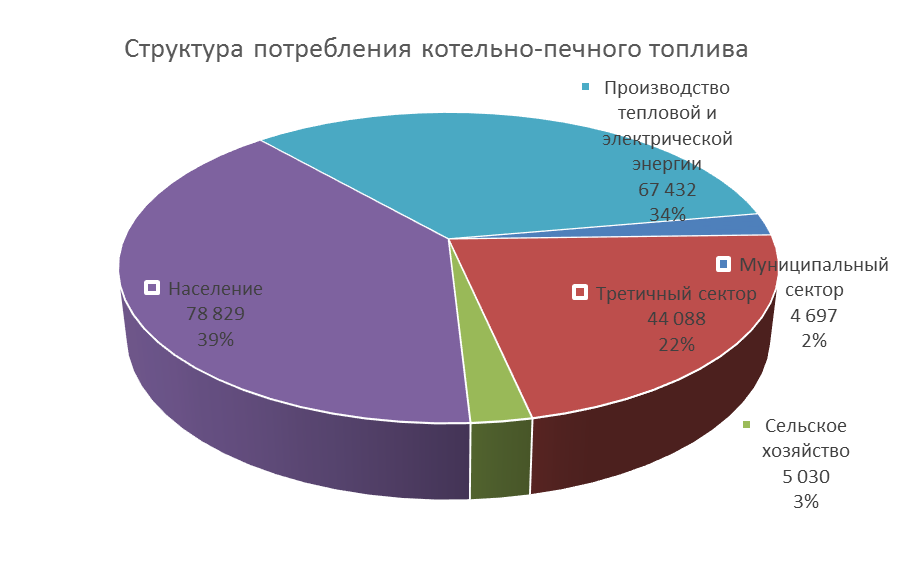 Структура потребления котельно-печного топлива
Производство
тепловой и
электрической
энергии
67 432
34%
Муниципальный
сектор
4 697
2%
Третичный сектор
44 088
22%
Население
78 829
39%
Сельское
хозяйство
5 030
3%